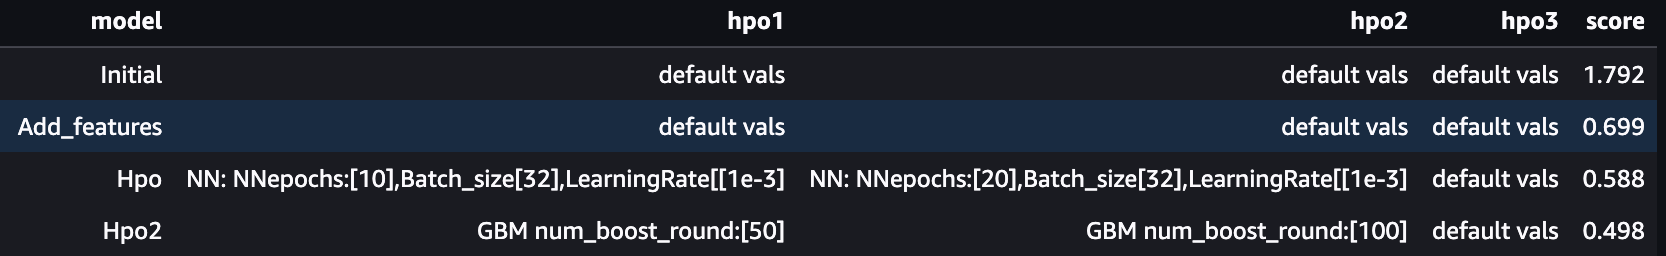 model hpo1 hpo2 hpo3 score
Initial default vals default vals default vals 1.792
Add_features default vals default vals default vals 0.699
Hpo NN: NNepochs:[10],Batch_size[32],LearningRate[[1e-3] NN: NNepochs:[20],Batch_size[32],LearningRate[[1e-3] default vals 0.588
Hpo2 GBM num_boost_round:[50] GBM num_boost_round:[100] default vals 0.498